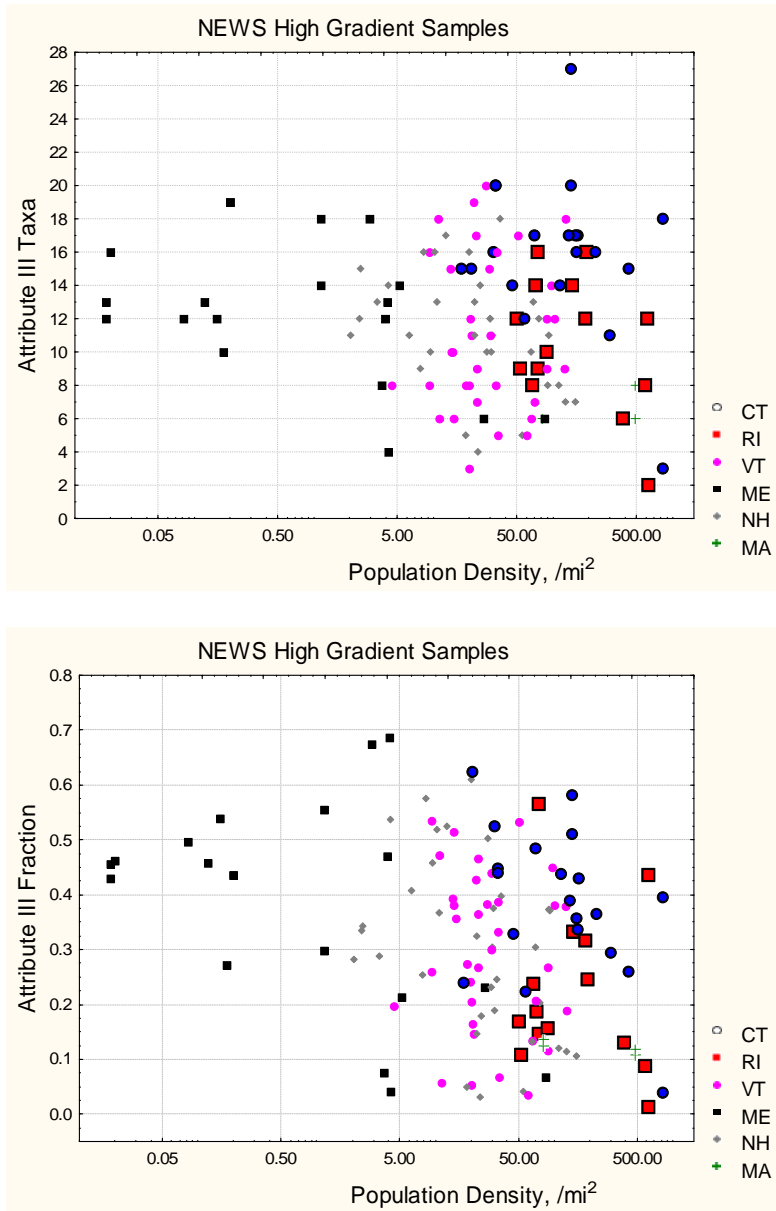 NEWS High Gradient Samples
28
26
24
22
20
18
16
14
12
10
8
6
4
2
0
Attribute III Taxa
0.05 0.50 5.00 50.00 500.00
Population Density, /mi²
CT
RI
VT
ME
NH
MA
NEWS High Gradient Samples
0.8
0.7
0.6
0.5
0.4
0.3
0.2
0.1
0.0
Attribute III Fraction
0.05 0.50 5.00 50.00 500.00
Population Density, /mi²
CT
RI
VT
ME
NH
MA